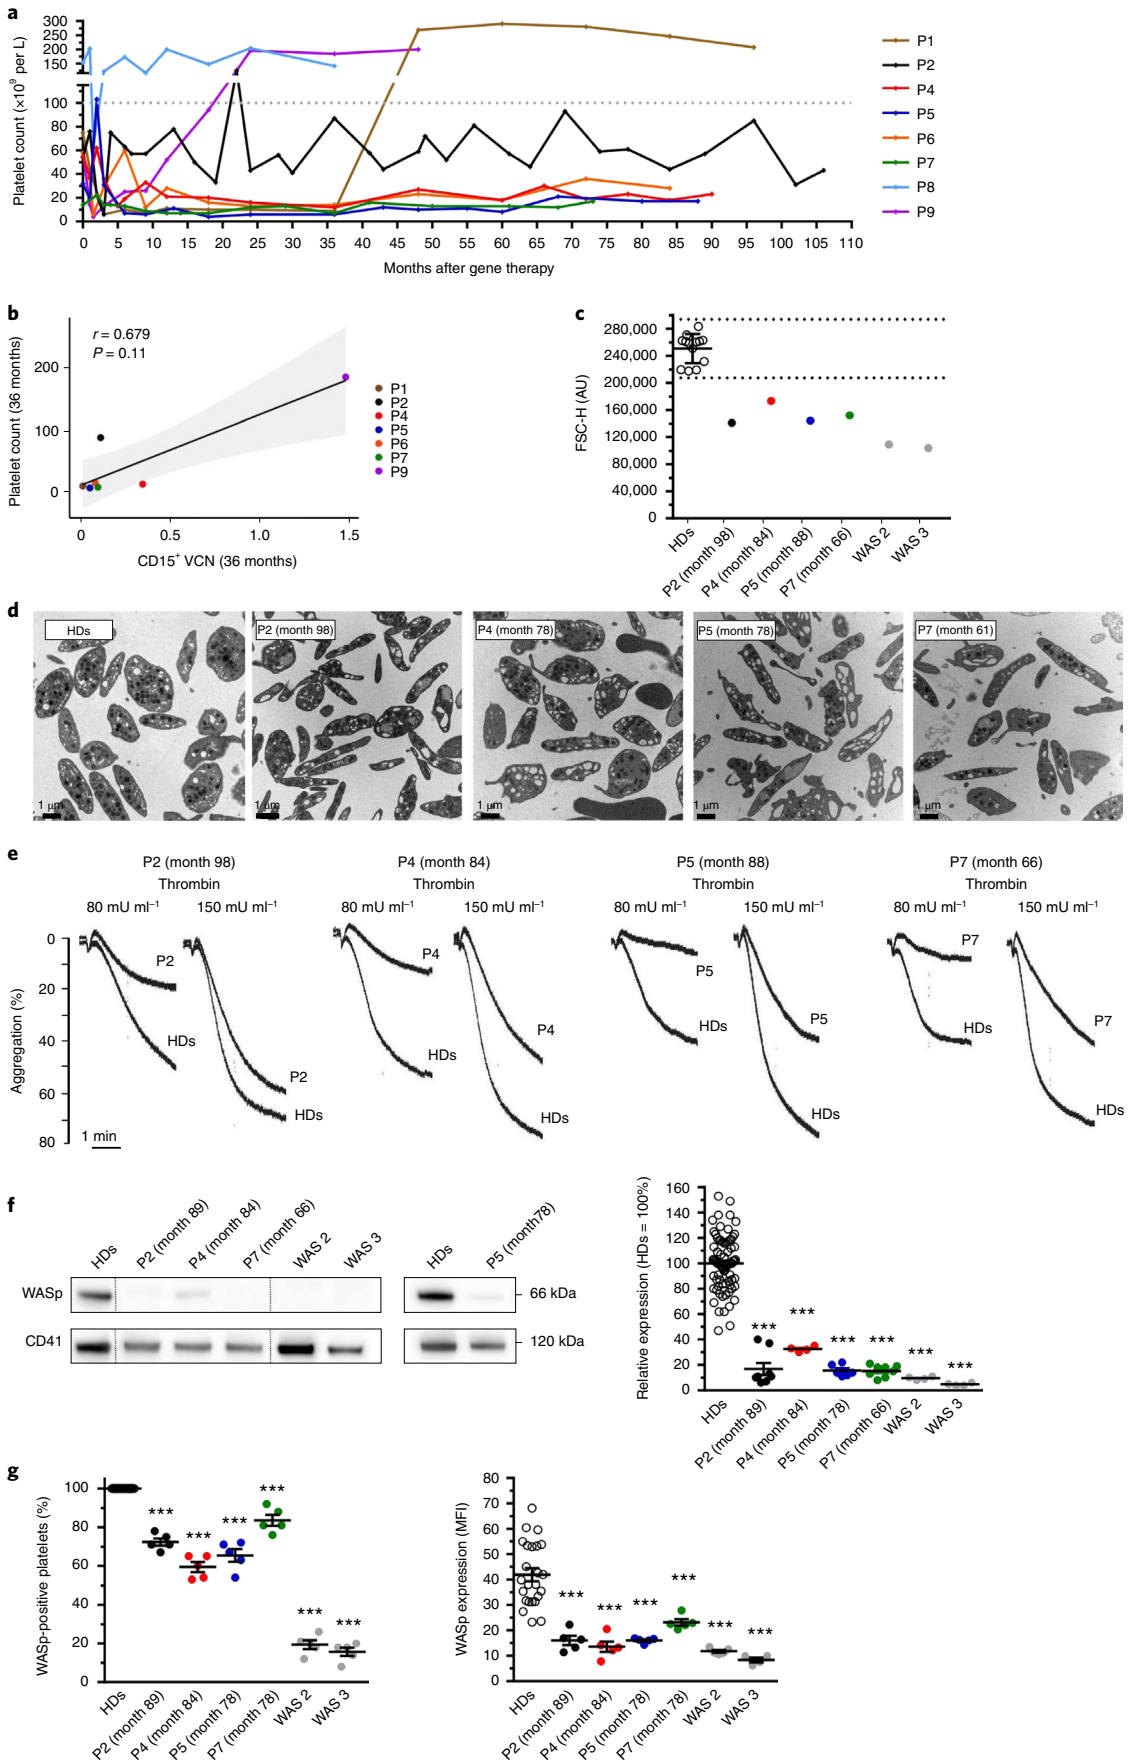 a
Platelet count (×10⁹ per L)
300
250
200
150
100
80
60
40
20
0
0 5 10 15 20 25 30 35 40 45 50 55 60 65 70 75 80 85 90 95 100 105 110
Months after gene therapy
P1
P2
P4
P5
P6
P7
P8
P9
b
r = 0.679
P = 0.11
Platelet count (36 months)
200
100
0
0 0.5 1.0 1.5
CD15⁺ VCN (36 months)
P1
P2
P4
P5
P6
P7
P9
c
FSC-H (AU)
280,000
240,000
200,000
160,000
120,000
80,000
40,000
0
HDs
P2 (month 98)
P4 (month 84)
P5 (month 88)
P7 (month 66)
WAS 2
WAS 3
d
HDs
1 μm
P2 (month 98)
1 μm
P4 (month 78)
1 μm
P5 (month 78)
1 μm
P7 (month 61)
1 μm
e
P2 (month 98) P4 (month 84) P5 (month 88) P7 (month 66)
Thrombin Thrombin Thrombin Thrombin
80 mU ml⁻¹ 150 mU ml⁻¹ 80 mU ml⁻¹ 150 mU ml⁻¹ 80 mU ml⁻¹ 150 mU ml⁻¹ 80 mU ml⁻¹ 150 mU ml⁻¹
Aggregation (%)
0
20
40
60
80
1 min
P2
HDs
P2
HDs
P4
HDs
P4
HDs
P5
HDs
P5
HDs
P7
HDs
P7
HDs
f
HDs
P2 (month 89)
P4 (month 84)
P7 (month 66)
WAS 2
WAS 3
HDs
P5 (month78)
WASp
66 kDa
CD41
120 kDa
Relative expression (HDs = 100%)
160
140
120
100
80
60
40
20
0
***
***
***
***
***
***
HDs
P2 (month 89)
P4 (month 84)
P5 (month 78)
P7 (month 66)
WAS 2
WAS 3
g
WASp-positive platelets (%)
100
80
60
40
20
0
***
***
***
***
***
***
HDs
P2 (month 89)
P4 (month 84)
P5 (month 78)
P7 (month 78)
WAS 2
WAS 3
WASp expression (MFI)
80
70
60
50
40
30
20
10
0
***
***
***
***
***
***
HDs
P2 (month 89)
P4 (month 84)
P5 (month 78)
P7 (month 78)
WAS 2
WAS 3